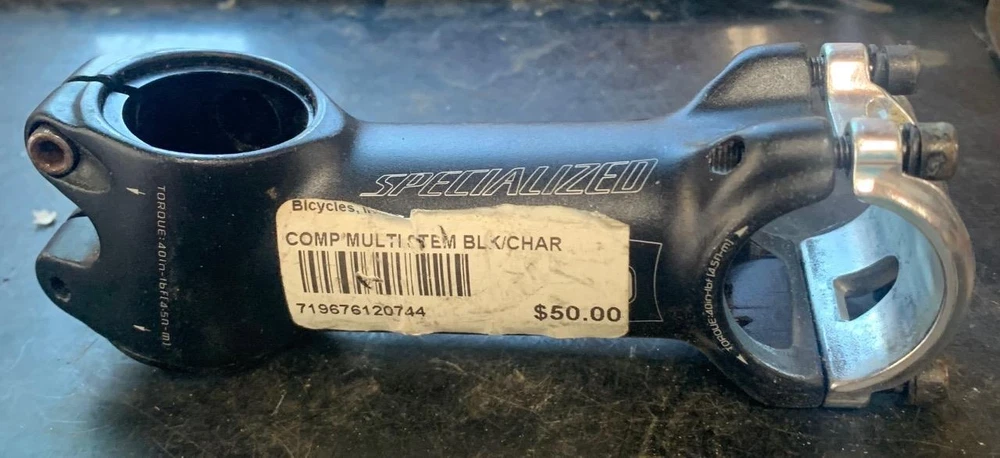 SPECIALIZED
Bicycles, I
COMP MULTI STEM BLK/CHAR
719676120744
$50.00
TORQUE:40in-lbf[4.5n-m]
TORQUE:40in-lbf[4.5n-m]